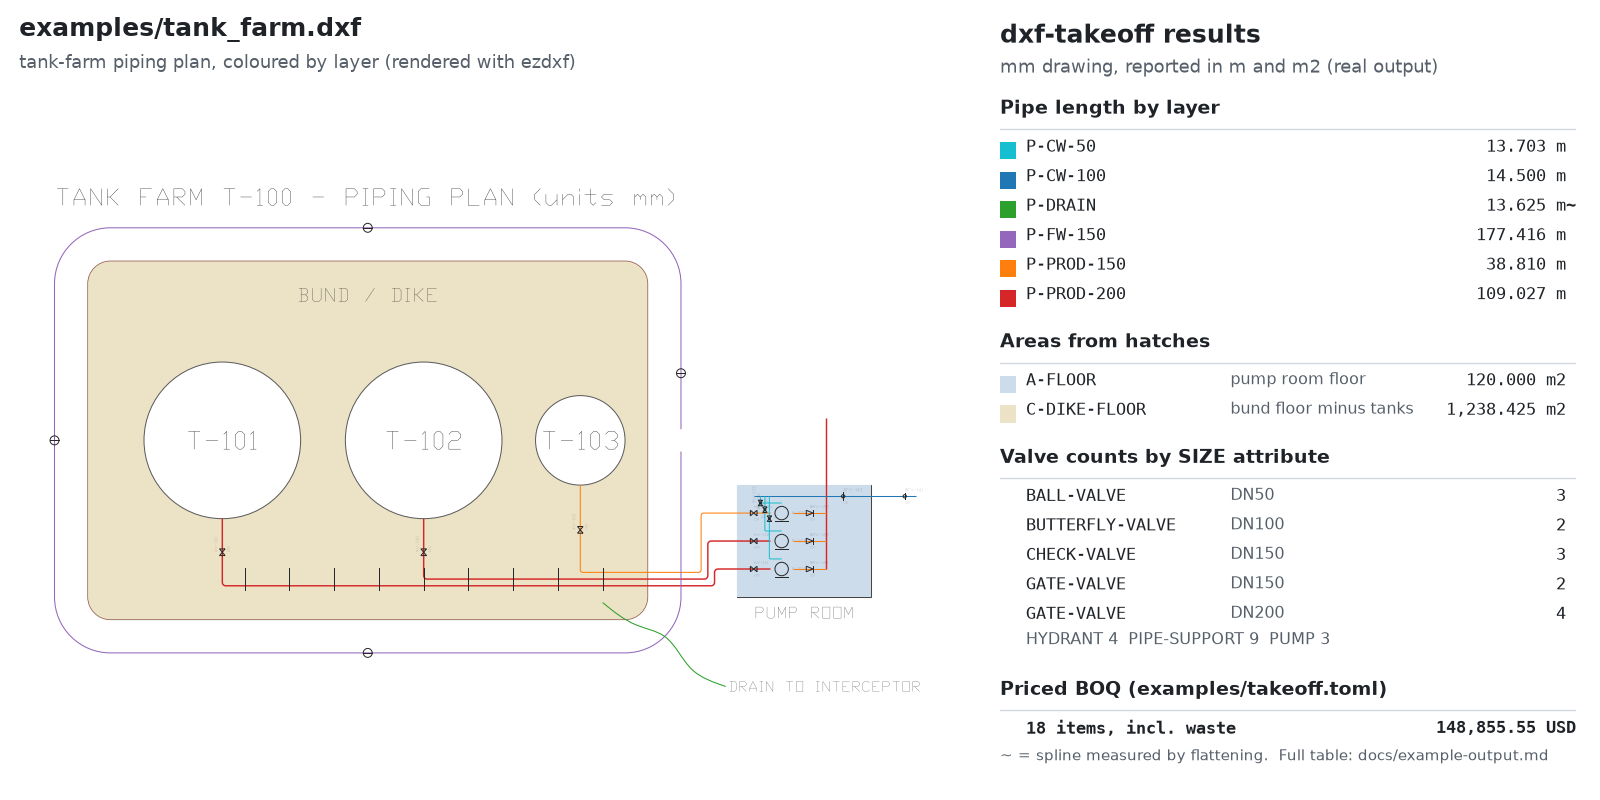 examples/tank_farm.dxf
tank-farm piping plan, coloured by layer (rendered with ezdxf)
TANK FARM T-100 - PIPING PLAN (units mm)
BUND / DIKE
T-101
T-102
T-103
PUMP ROOM
DRAIN TO INTERCEPTOR
dxf-takeoff results
mm drawing, reported in m and m2 (real output)
Pipe length by layer
P-CW-50 13.703 m
P-CW-100 14.500 m
P-DRAIN 13.625 m~
P-FW-150 177.416 m
P-PROD-150 38.810 m
P-PROD-200 109.027 m
Areas from hatches
A-FLOOR pump room floor 120.000 m2
C-DIKE-FLOOR bund floor minus tanks 1,238.425 m2
Valve counts by SIZE attribute
BALL-VALVE DN50 3
BUTTERFLY-VALVE DN100 2
CHECK-VALVE DN150 3
GATE-VALVE DN150 2
GATE-VALVE DN200 4
HYDRANT 4 PIPE-SUPPORT 9 PUMP 3
Priced BOQ (examples/takeoff.toml)
18 items, incl. waste 148,855.55 USD
~ = spline measured by flattening. Full table: docs/example-output.md